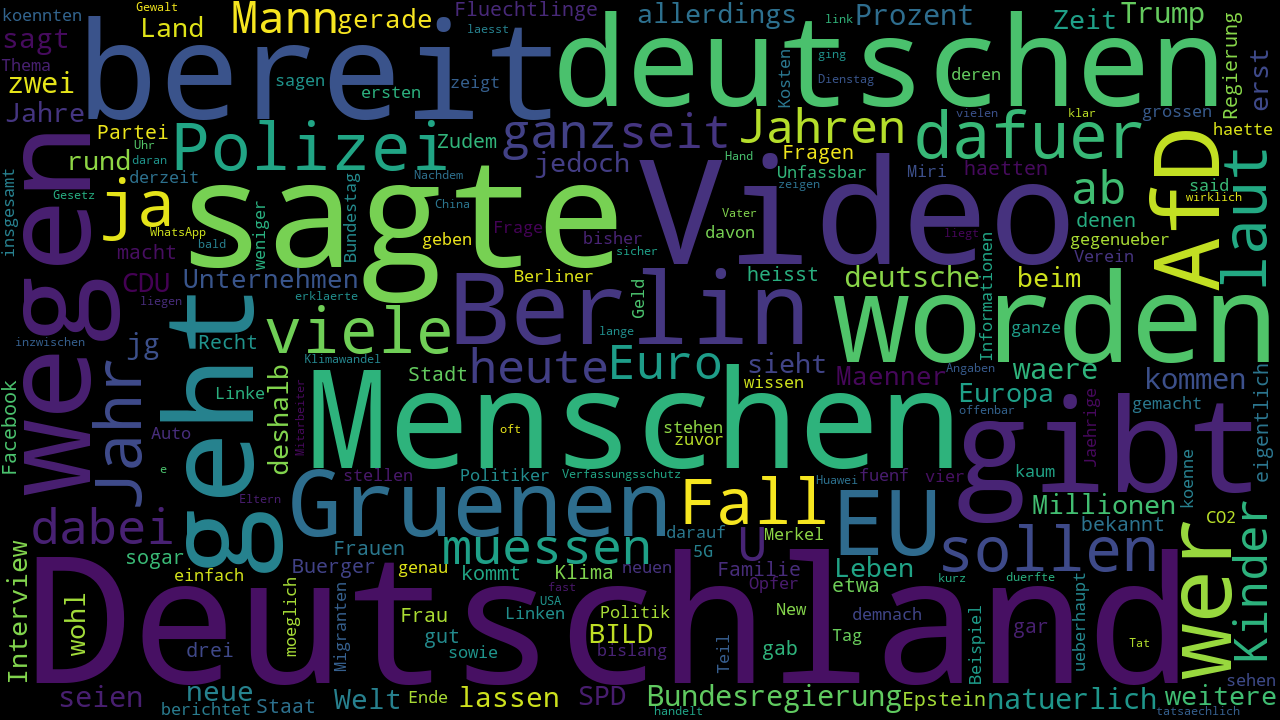 koennten Gewalt Mann gerade Fluechtlinge allerdings link Prozent Zeit Trump
sagt Land bereit laesst deutschen ging Regierung erst
Thema zwei sagen ersten zeigt Kosten Dienstag deren
Jahre Partei Polizei Zudem ganzseit Jahren dafuer vielen klar grossen haette
wegen rund Uhr daran derzeit jedoch Fragen Unfassbar Miri haetten AfD laut
insgesamt Gesetz ja sagte Nachdem Hand zeigen Video ab said wirklich
WhatsApp weniger Bundestag China Frage Vater denen
macht bald geben bisher sicher davon liegt gegenueber Verein
CDU Unternehmen Berliner Berlin heisst deutsche Informationen beim
liegen geht erklaerte Geld worden
inzwischen jg Recht viele lange ganze
Jahr Klimawandel heute Euro sieht Maenner Angaben waere kommen
Facebook Linke deshalb Stadt Menschen wissen Europa offenbar gemacht eigentlich
Auto Mitarbeiter oft stehen zuvor gibt Jaehrige
e stellen Politiker Verfassungsschutz Huawei fuenf vier kaum koenne
Eltern Gruenen Fall EU Millionen
dabei darauf Merkel bekannt CO2 wer Kinder
Interview sogar Frauen muessen 5G U sollen
einfach Buerger genau kommt Klima neuen Familie Opfer Leben etwa kurz duerfte
wohl moeglich Migranten Deutschland fast USA
Frau Linken Politik New demnach Beispiel ueberhaupt
drei gut sowie BILD bislang Teil gab Tag gar Tat
seien neue Staat Welt Ende lassen SPD Bundesregierung Epstein natuerlich weitere sehen
berichtet handelt tatsaechlich